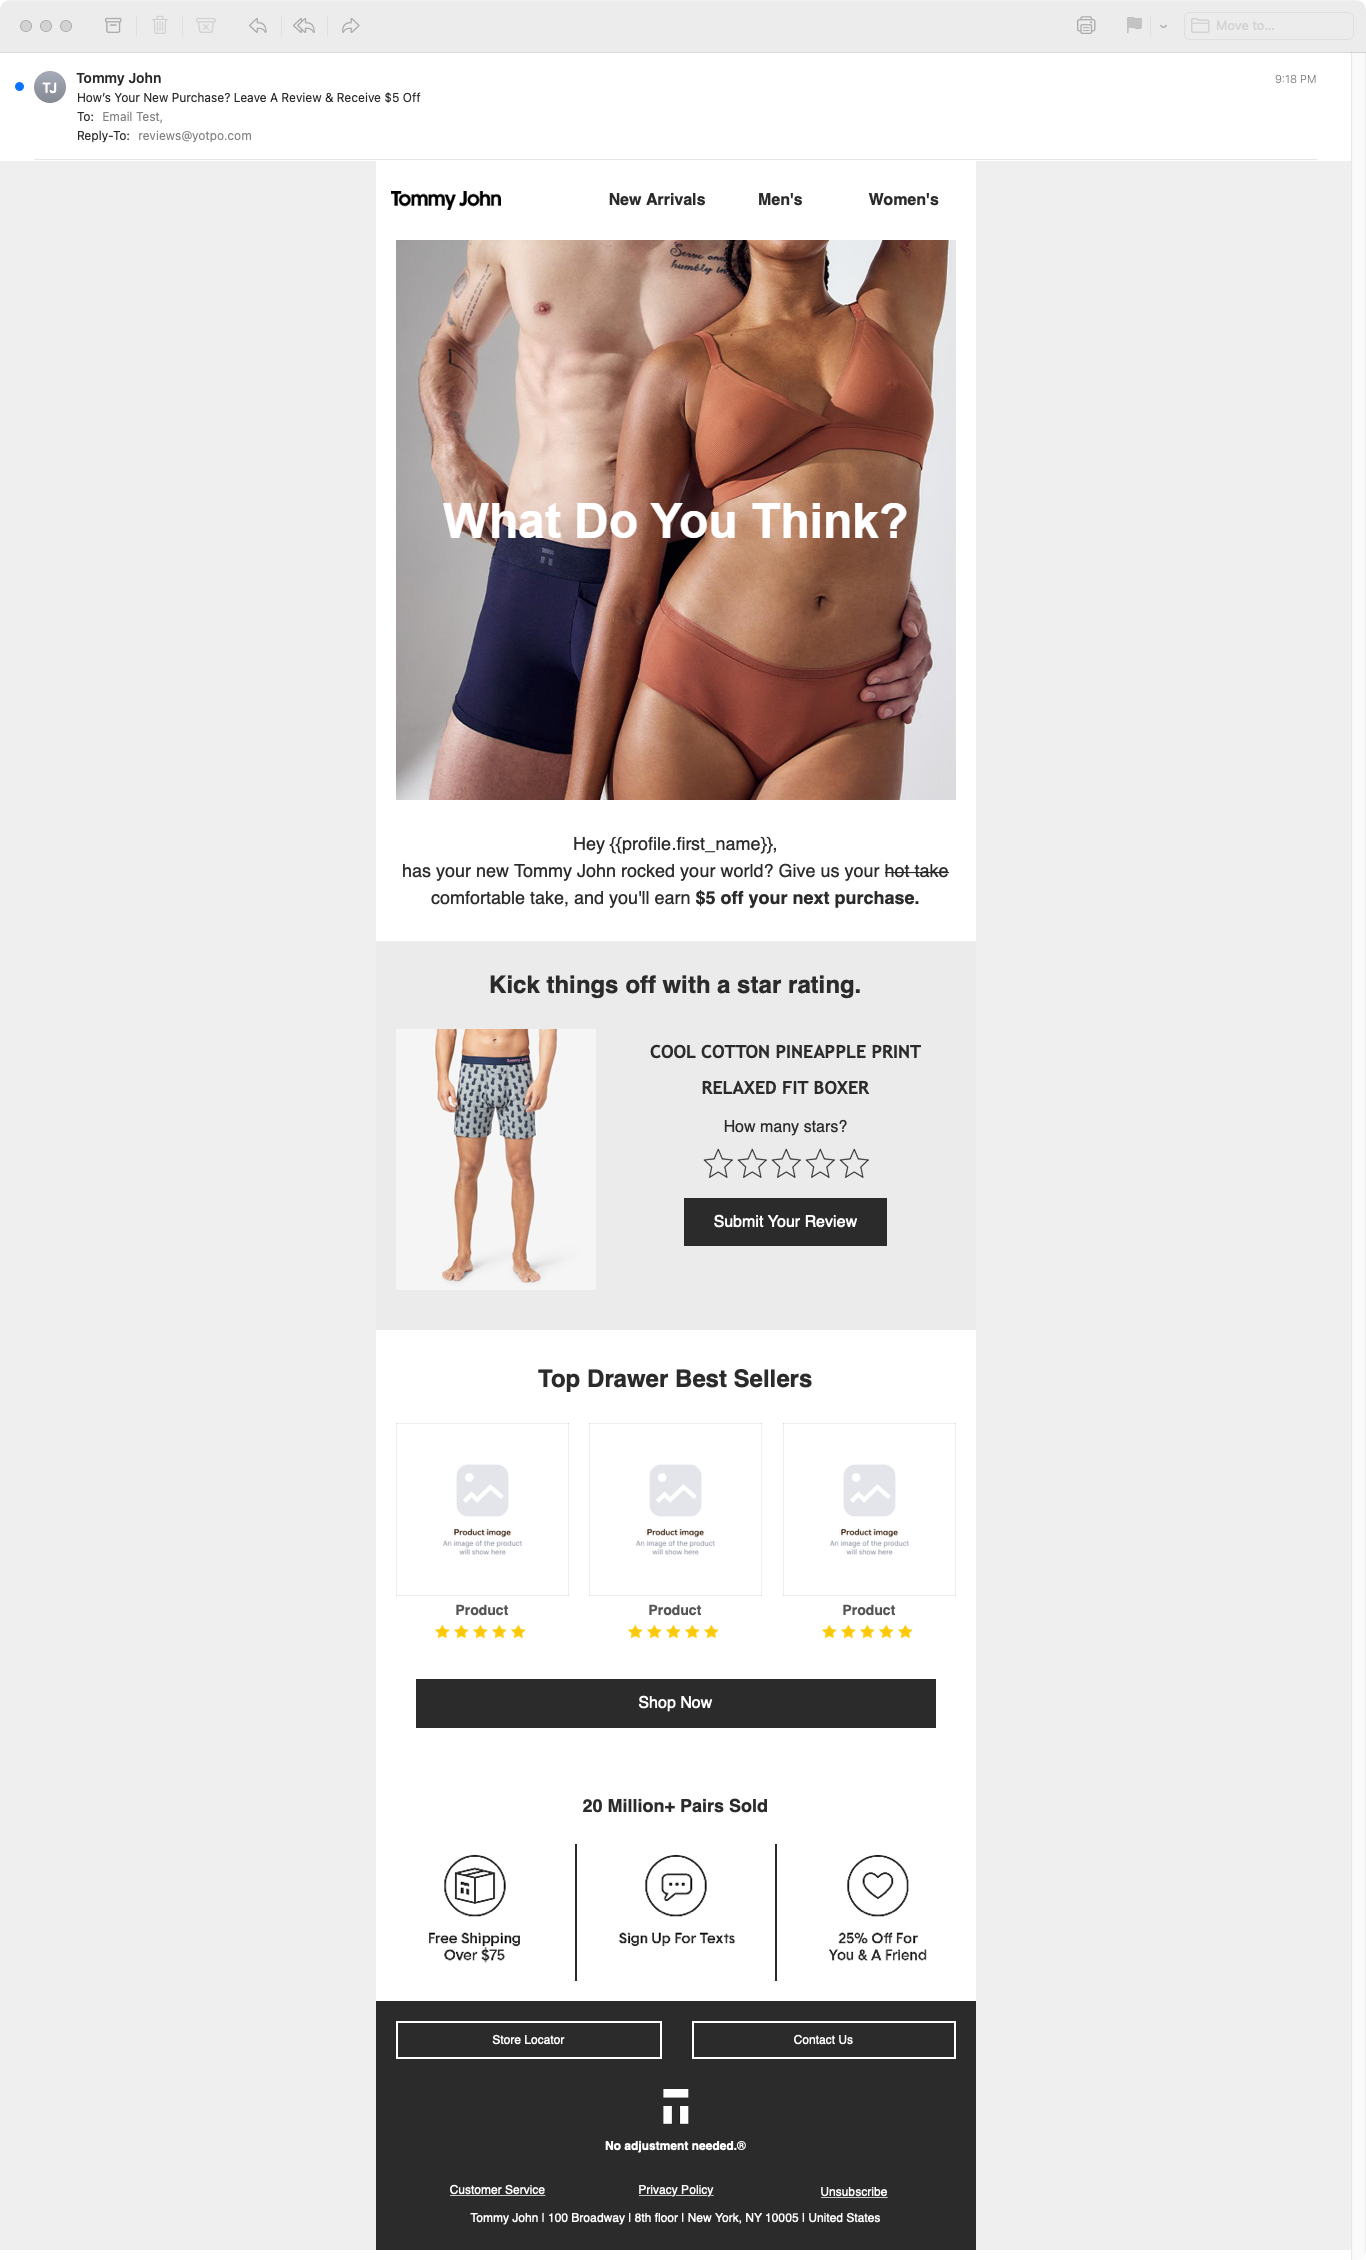 Move to...
TJ
Tommy John
9:18 PM
How's Your New Purchase? Leave A Review & Receive $5 Off
To: Email Test,
Reply-To: reviews@yotpo.com
Tommy John
New Arrivals
Men's
Women's
Serve and
humbly in
What Do You Think?
Hey {{profile.first_name}},
has your new Tommy John rocked your world? Give us your hot take
comfortable take, and you'll earn $5 off your next purchase.
Kick things off with a star rating.
Tommy John
COOL COTTON PINEAPPLE PRINT
RELAXED FIT BOXER
How many stars?
Submit Your Review
Top Drawer Best Sellers
Product image
An image of the product
will show here
Product
Product image
An image of the product
will show here
Product
Product image
An image of the product
will show here
Product
Shop Now
20 Million+ Pairs Sold
Free Shipping
Over $75
Sign Up For Texts
25% Off For
You & A Friend
Store Locator
Contact Us
No adjustment needed.®
Customer Service
Privacy Policy
Unsubscribe
Tommy John | 100 Broadway | 8th floor | New York, NY 10005 | United States